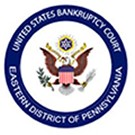 UNITED STATES BANKRUPTCY COURT
EASTERN DISTRICT OF PENNSYLVANIA